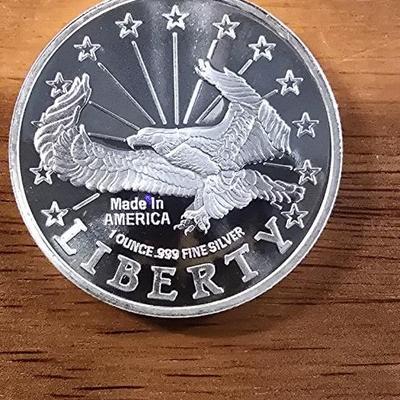 Made In
AMERICA
1 OUNCE .999 FINE SILVER
LIBERTY